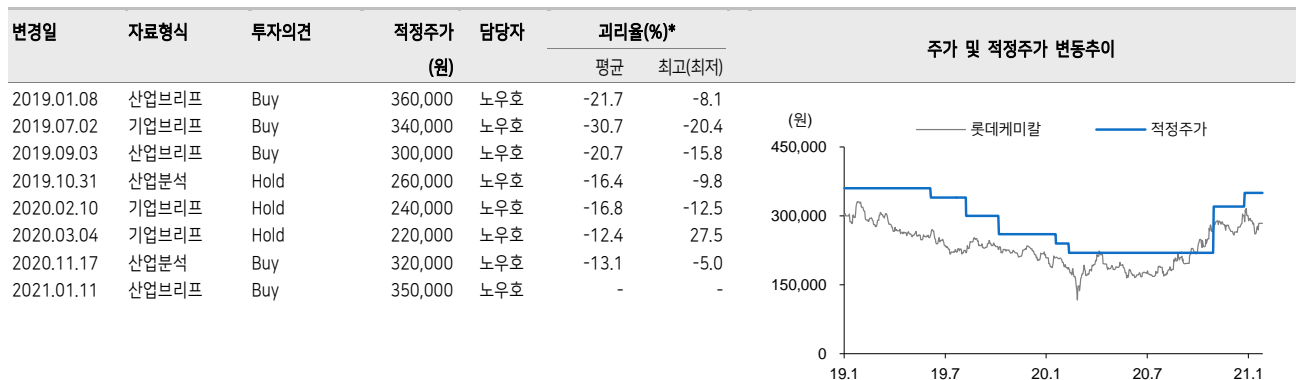 변경일 자료형식 투자의견 적정주가 담당자 괴리율(%)* 주가 및 적정주가 변동추이
(원) 평균 최고(최저)
2019.01.08 산업브리프 Buy 360,000 노우호 -21.7 -8.1
2019.07.02 기업브리프 Buy 340,000 노우호 -30.7 -20.4
2019.09.03 산업브리프 Buy 300,000 노우호 -20.7 -15.8
2019.10.31 산업분석 Hold 260,000 노우호 -16.4 -9.8
2020.02.10 기업브리프 Hold 240,000 노우호 -16.8 -12.5
2020.03.04 기업브리프 Hold 220,000 노우호 -12.4 27.5
2020.11.17 산업분석 Buy 320,000 노우호 -13.1 -5.0
2021.01.11 산업브리프 Buy 350,000 노우호 - -
(원) 롯데케미칼 적정주가
450,000
300,000
150,000
0
19.1 19.7 20.1 20.7 21.1